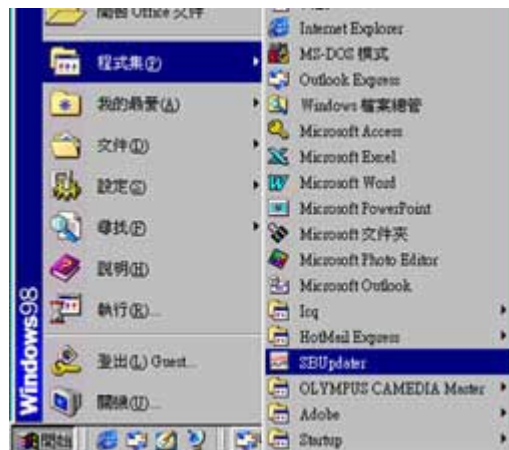 開啓 Office 文件
程式集(P)
我的最愛(A)
文件(D)
設定(S)
尋找(F)
說明(H)
執行(R)...
登出(L) Guest...
關機(U)...
Windows98
開始
Internet Explorer
MS-DOS 模式
Outlook Express
Windows 檔案總管
Microsoft Access
Microsoft Excel
Microsoft Word
Microsoft PowerPoint
Microsoft 文件夾
Microsoft Photo Editor
Microsoft Outlook
Icq
HotMail Express
SBUpdater
OLYMPUS CAMEDIA Master
Adobe
Startup